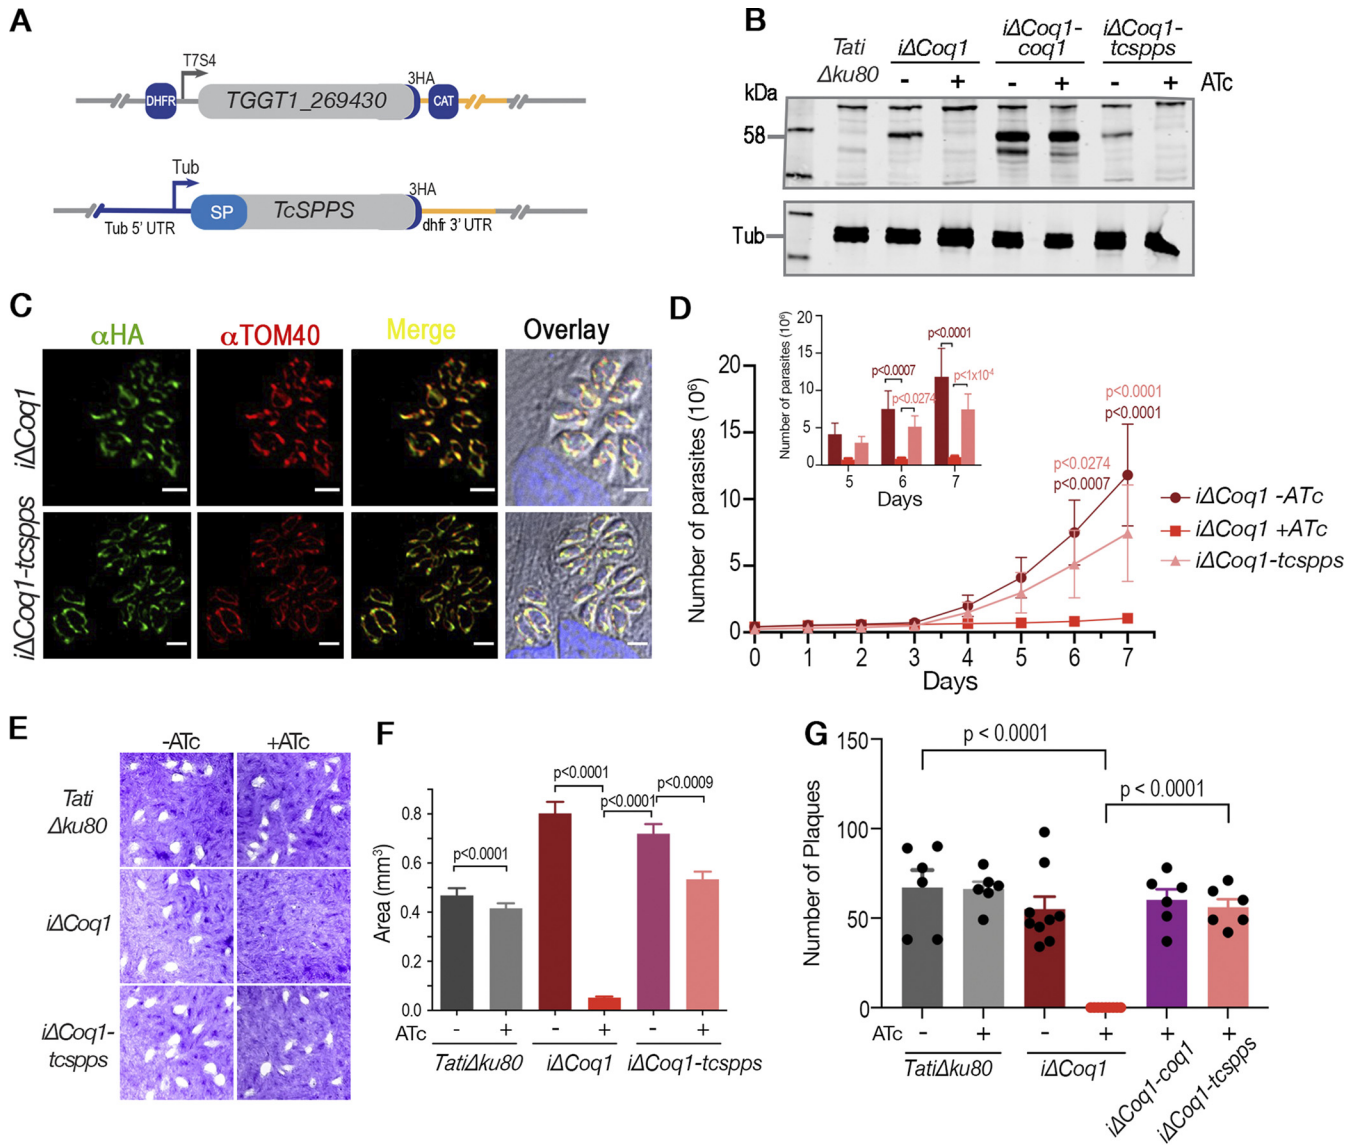 A
T7S4
DHFR
TGGT1_269430
3HA
CAT
Tub
SP
TcSPPS
3HA
Tub 5' UTR
dhfr 3' UTR
B
Tati
Δku80
iΔCoq1
iΔCoq1-
coq1
iΔCoq1-
tcspps
- + - + - + ATc
kDa
58
Tub
C
αHA
αTOM40
Merge
Overlay
iΔCoq1
iΔCoq1-tcspps
D
Number of parasites (10⁶)
20
15
10
5
0
0 1 2 3 4 5 6 7
Days
Number of parasites (10⁶)
20
15
10
5
0
p<0.0007
p<0.0274
p<0.0001
p<1x10⁻⁴
5 6 7
Days
p<0.0274
p<0.0007
p<0.0001
p<0.0001
iΔCoq1 -ATc
iΔCoq1 +ATc
iΔCoq1-tcspps
E
-ATc
+ATc
Tati
Δku80
iΔCoq1
iΔCoq1-
tcspps
F
Area (mm³)
0.8
0.6
0.4
0.2
0.0
p<0.0001
p<0.0001
p<0.0001
p<0.0009
ATc - + - + - +
TatiΔku80
iΔCoq1
iΔCoq1-tcspps
G
Number of Plaques
150
100
50
0
p < 0.0001
p < 0.0001
ATc - + - + + +
TatiΔku80
iΔCoq1
iΔCoq1-coq1
iΔCoq1-tcspps